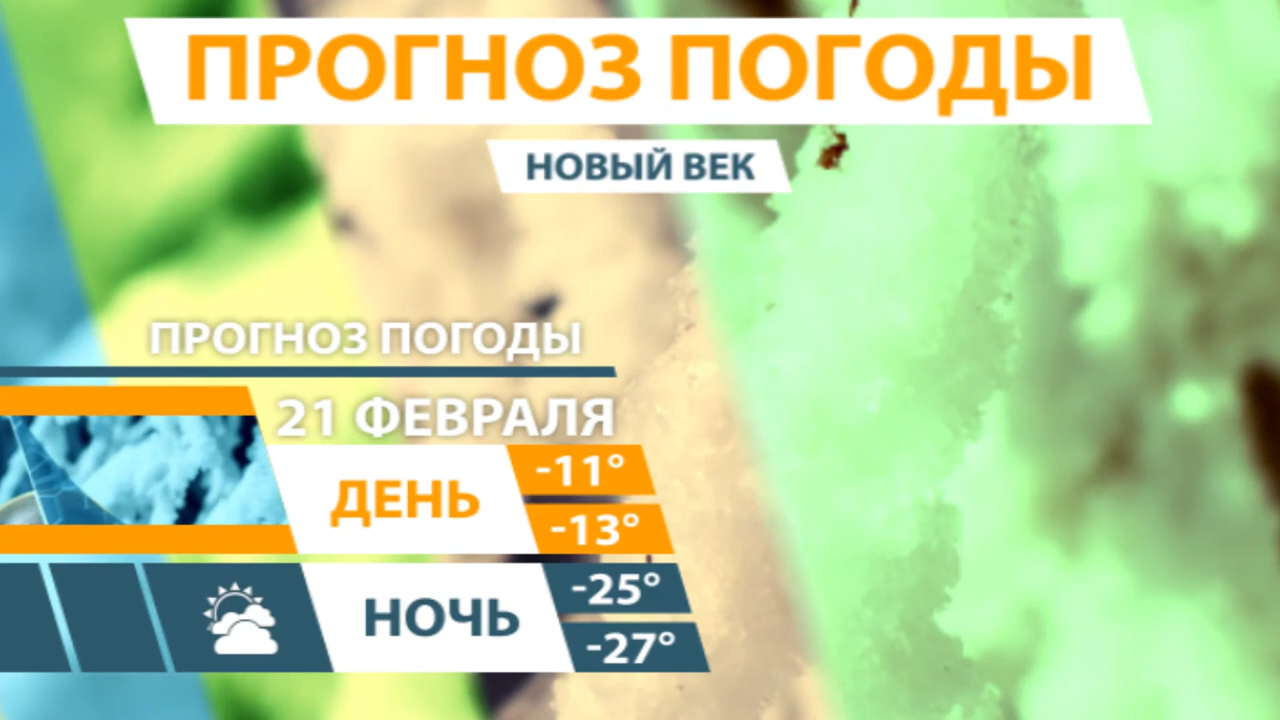 ПРОГНОЗ ПОГОДЫ
НОВЫЙ ВЕК
ПРОГНОЗ ПОГОДЫ
21 ФЕВРАЛЯ
ДЕНЬ
-11°
-13°
НОЧЬ
-25°
-27°